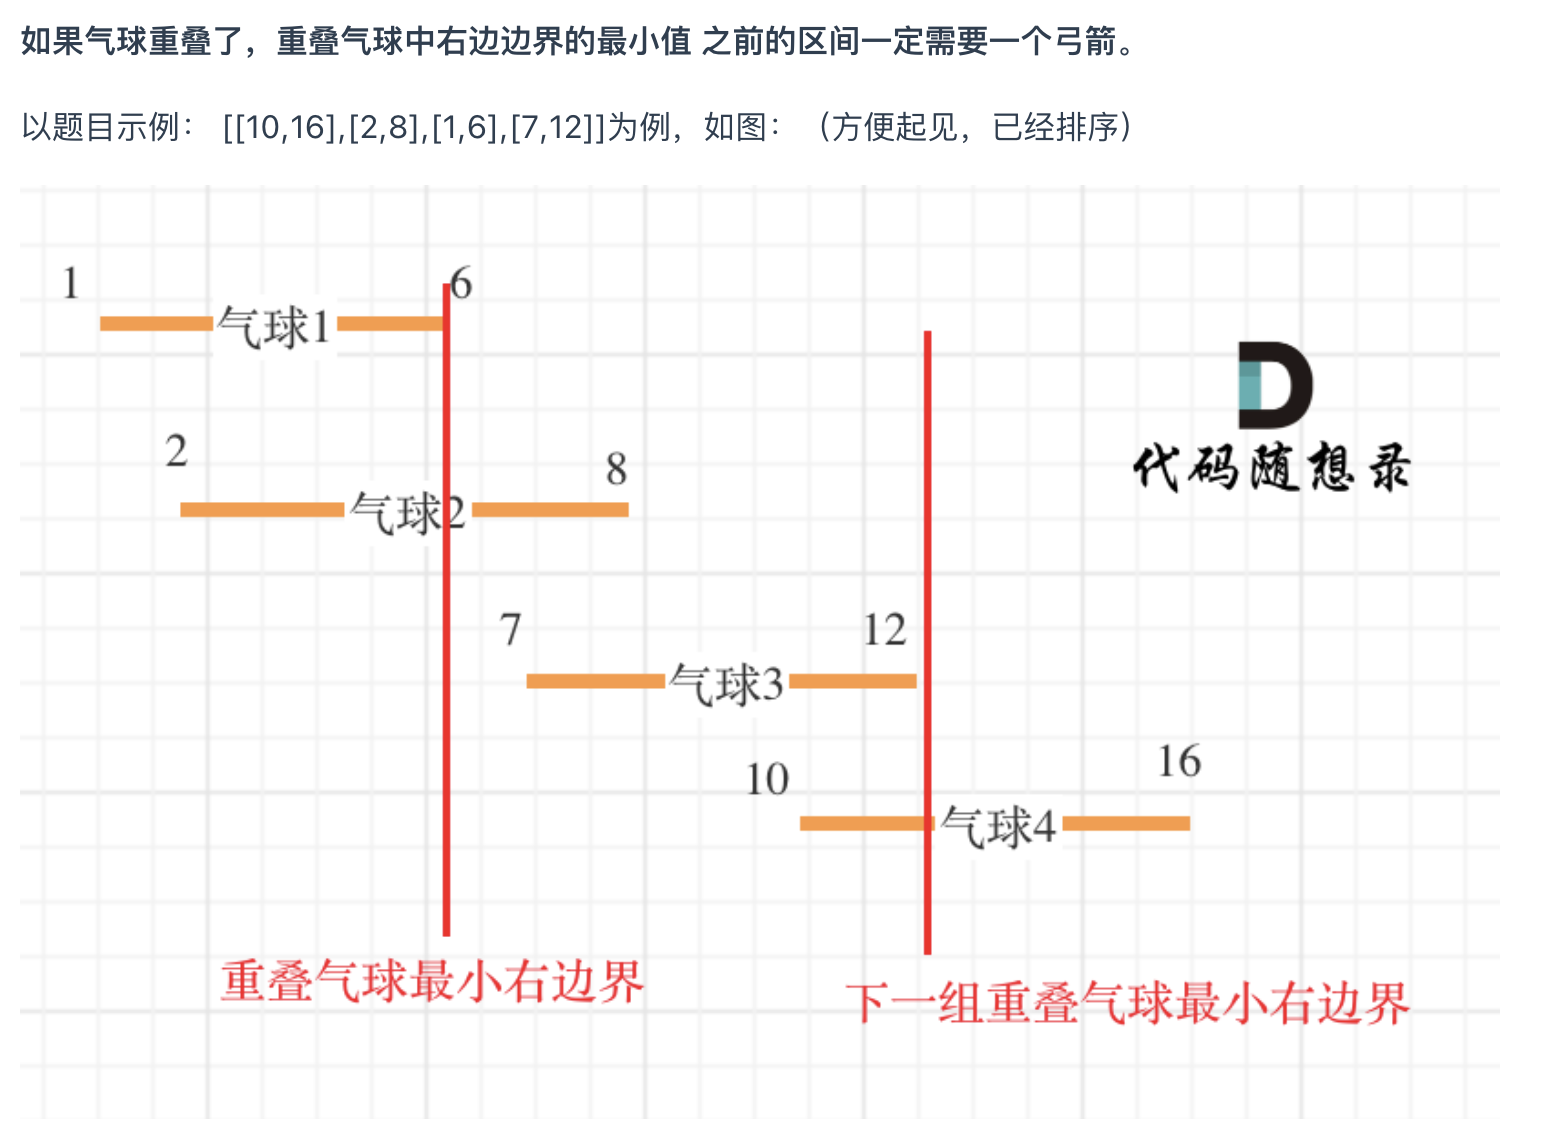 如果气球重叠了，重叠气球中右边边界的最小值 之前的区间一定需要一个弓箭。
以题目示例： [[10,16],[2,8],[1,6],[7,12]]为例，如图：（方便起见，已经排序）
1
6
气球1
2
8
气球2
7
12
气球3
10
16
气球4
代码随想录
重叠气球最小右边界
下一组重叠气球最小右边界